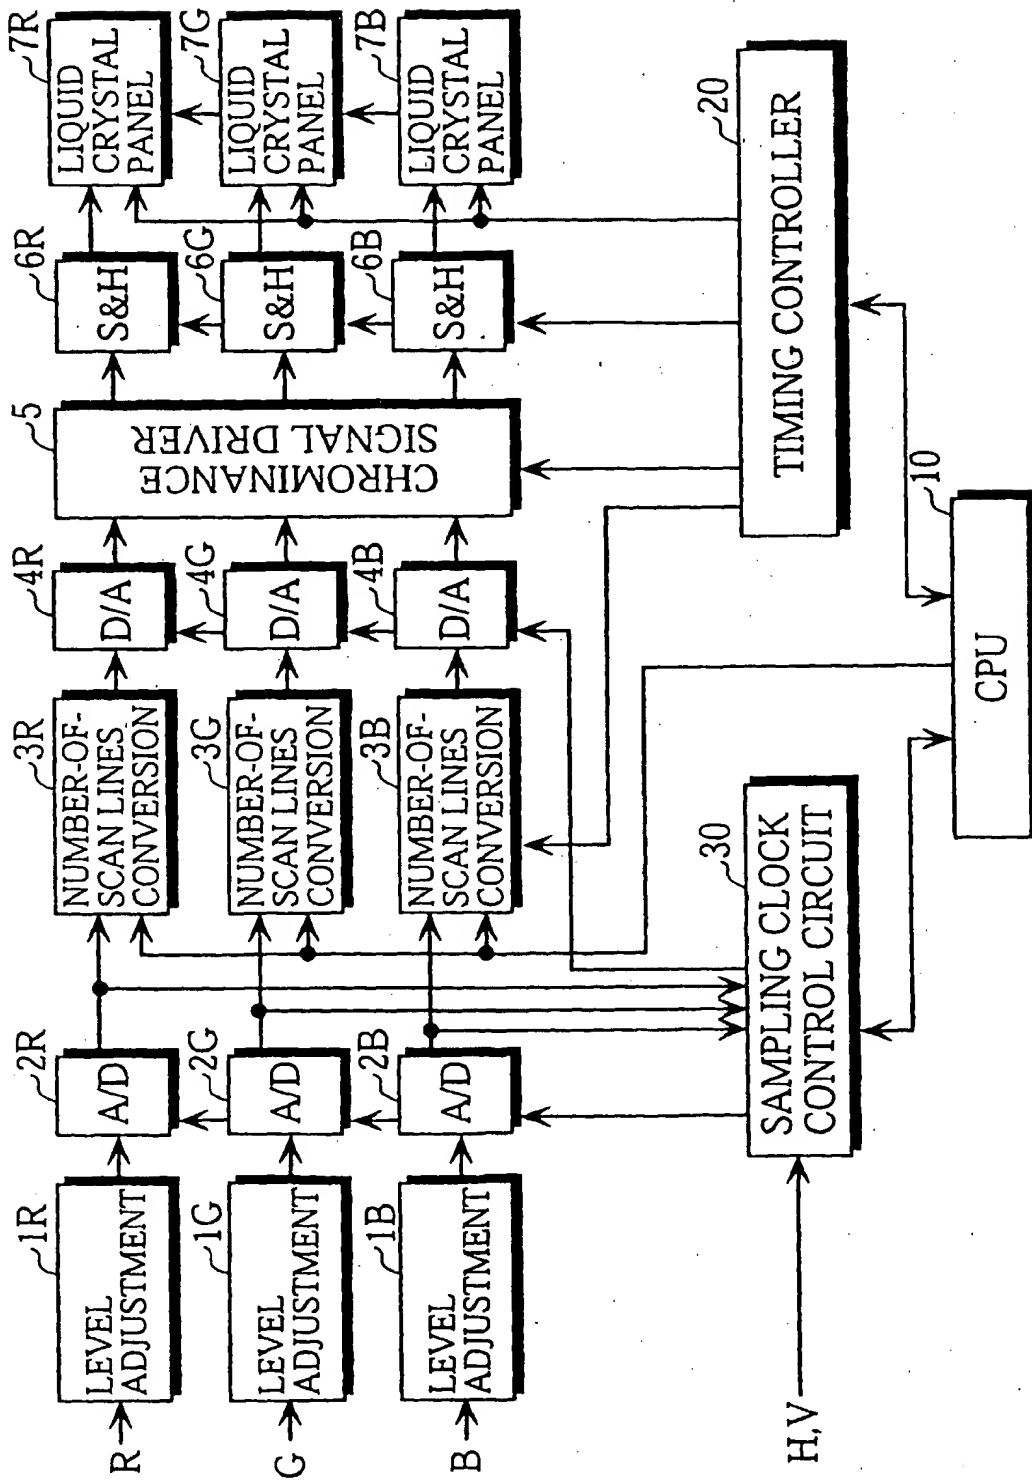 R
LEVEL
ADJUSTMENT
1R
A/D
2R
NUMBER-OF-
SCAN LINES
CONVERSION
3R
D/A
4R
CHROMINANCE
SIGNAL DRIVER
5
S&H
6R
LIQUID
CRYSTAL
PANEL
7R
G
LEVEL
ADJUSTMENT
1G
A/D
2G
NUMBER-OF-
SCAN LINES
CONVERSION
3G
D/A
4G
S&H
6G
LIQUID
CRYSTAL
PANEL
7G
B
LEVEL
ADJUSTMENT
1B
A/D
2B
NUMBER-OF-
SCAN LINES
CONVERSION
3B
D/A
4B
S&H
6B
LIQUID
CRYSTAL
PANEL
7B
H,V
SAMPLING CLOCK
CONTROL CIRCUIT
30
TIMING CONTROLLER
20
CPU
10